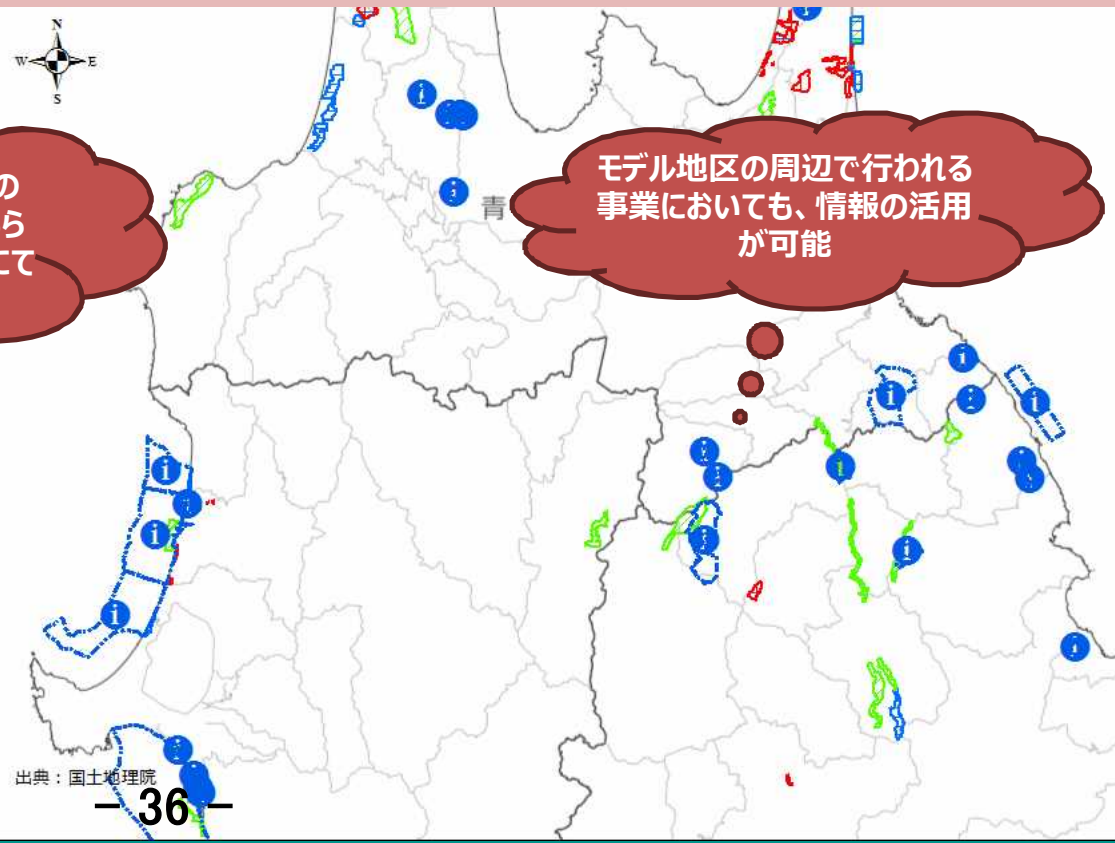 N
W
E
S
の
ら
にて
モデル地区の周辺で行われる
事業においても、情報の活用
が可能
青
出典：国土地理院
− 36 −